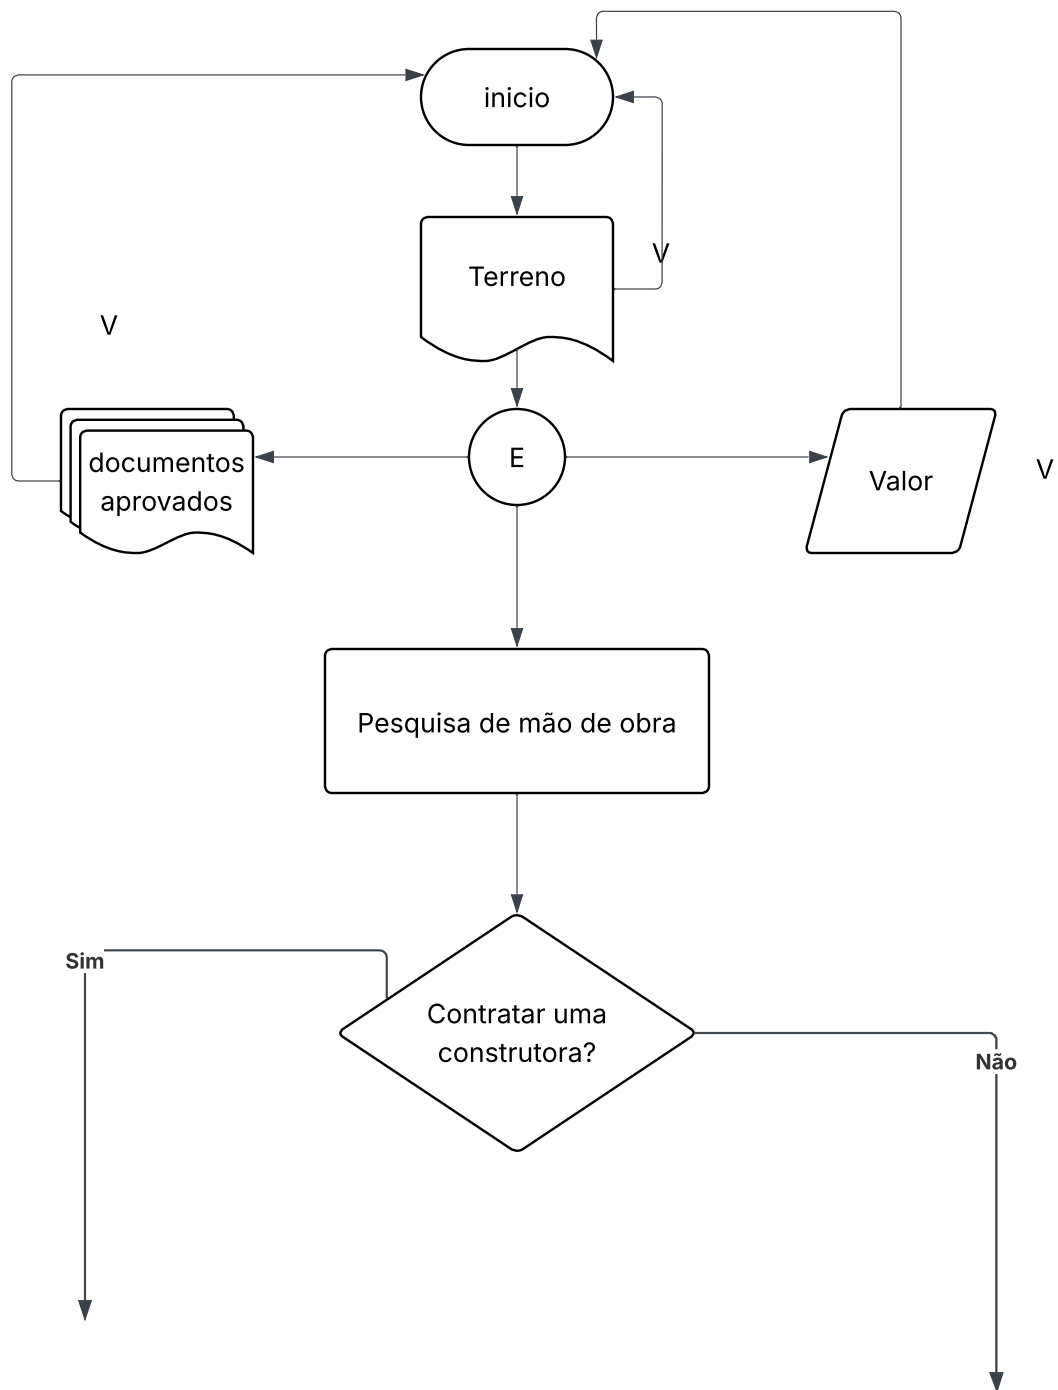 inicio
Terreno
V
V
documentos
aprovados
E
Valor
V
Pesquisa de mão de obra
Sim
Contratar uma
construtora?
Não